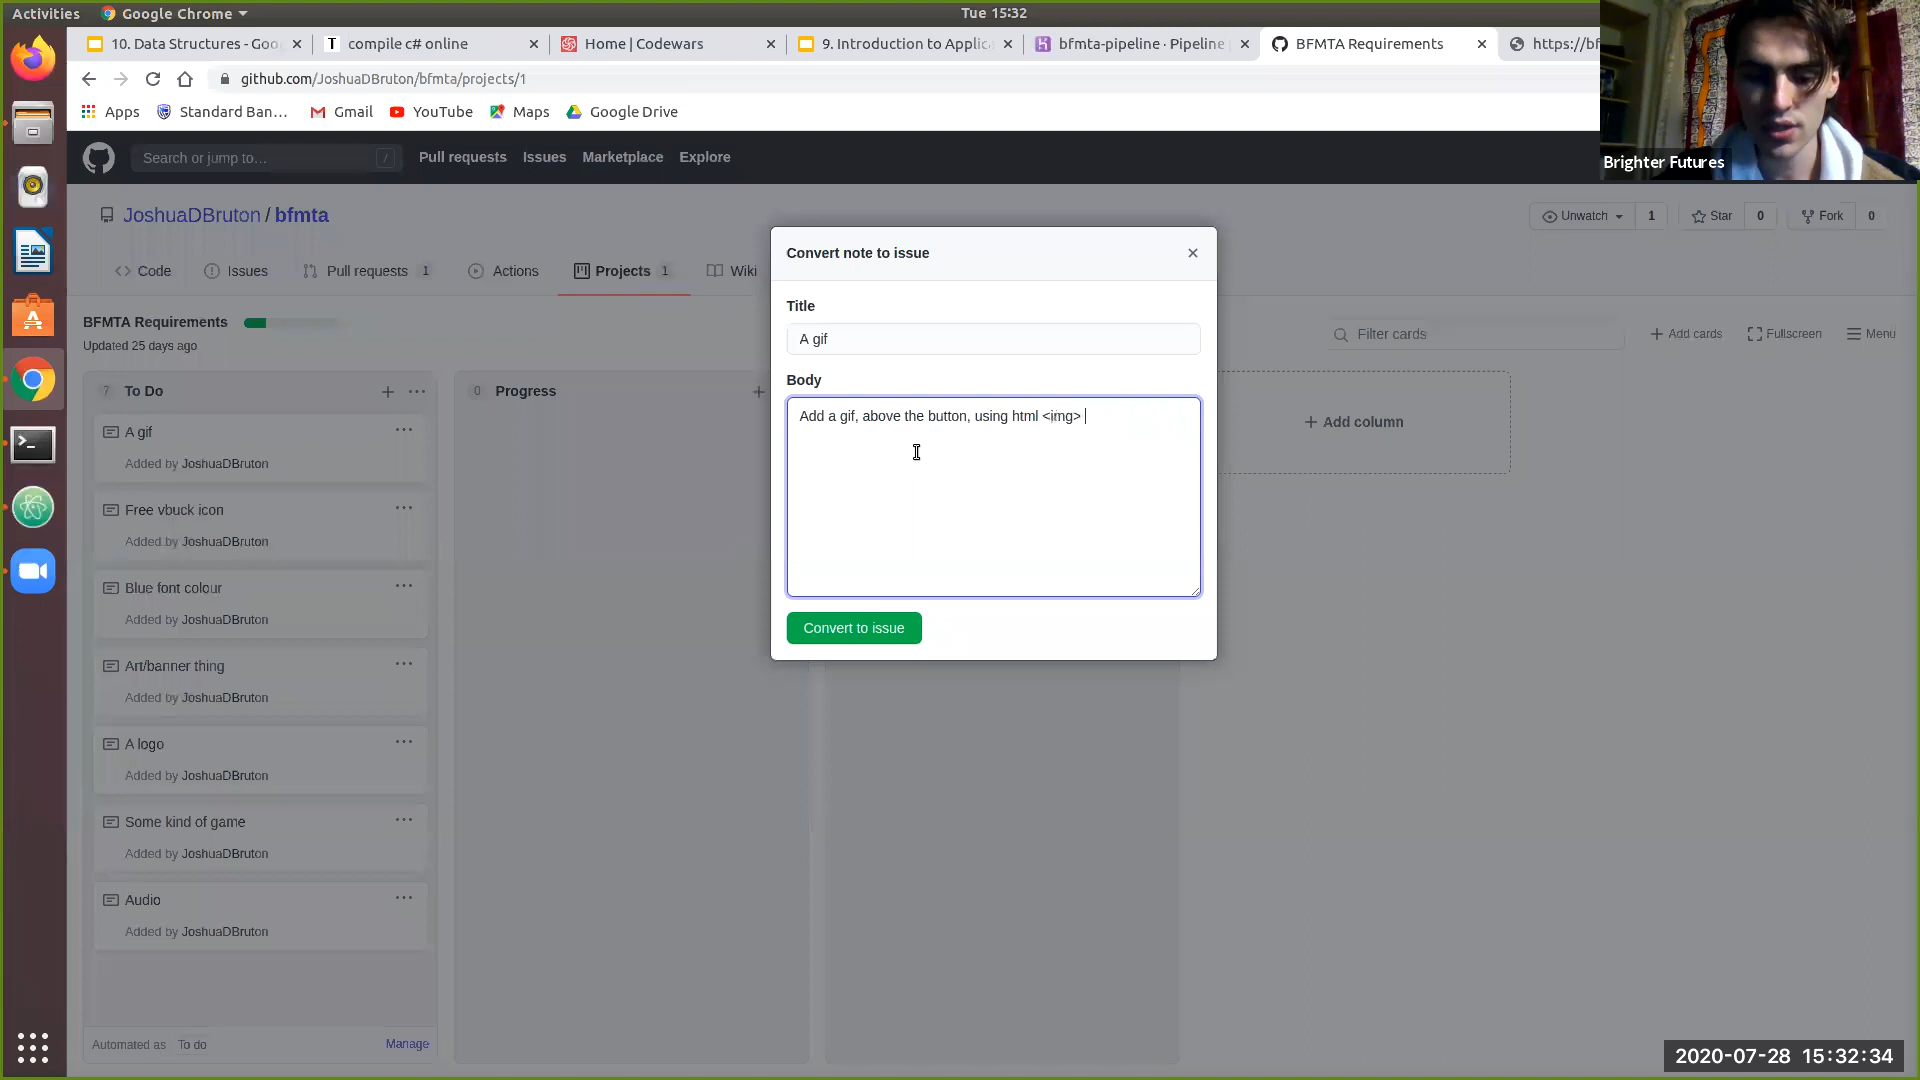 Activities Google Chrome Tue 15:32
10. Data Structures - Goo compile c# online Home | Codewars 9. Introduction to Applica bfmta-pipeline · Pipeline BFMTA Requirements https://bf
github.com/JoshuaDBruton/bfmta/projects/1
Apps Standard Ban... Gmail YouTube Maps Google Drive
Brighter Futures
Search or jump to... / Pull requests Issues Marketplace Explore
JoshuaDBruton / bfmta Unwatch 1 Star 0 Fork 0
Code Issues Pull requests 1 Actions Projects 1 Wiki
BFMTA Requirements
Updated 25 days ago
Filter cards Add cards Fullscreen Menu
7 To Do
A gif
Added by JoshuaDBruton
Free vbuck icon
Added by JoshuaDBruton
Blue font colour
Added by JoshuaDBruton
Art/banner thing
Added by JoshuaDBruton
A logo
Added by JoshuaDBruton
Some kind of game
Added by JoshuaDBruton
Audio
Added by JoshuaDBruton
Automated as To do Manage
0 Progress
Add column
Convert note to issue
Title
A gif
Body
Add a gif, above the button, using html <img>
Convert to issue
2020-07-28 15:32:34